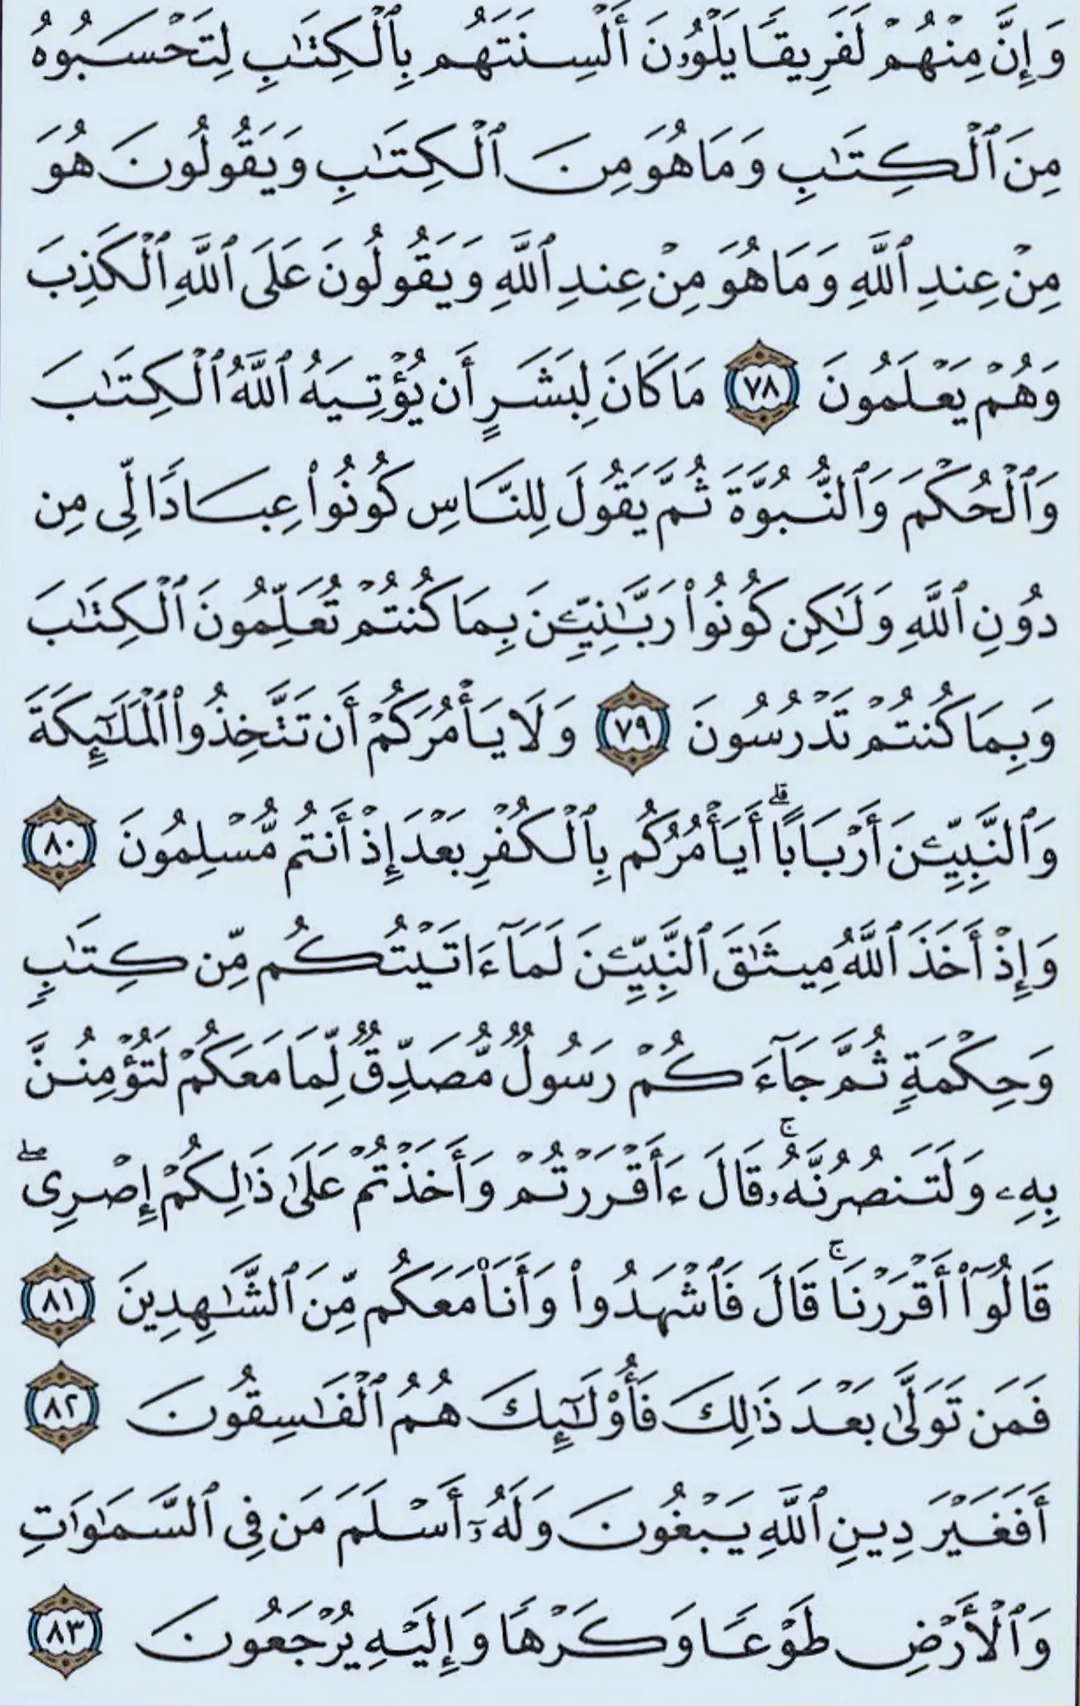 وَإِنَّ مِنْهُمْ لَفَرِيقًا يَلْوُۥنَ أَلْسِنَتَهُم بِٱلْكِتَٰبِ لِتَحْسَبُوهُ
مِنَ ٱلْكِتَٰبِ وَمَا هُوَ مِنَ ٱلْكِتَٰبِ وَيَقُولُونَ هُوَ
مِنْ عِندِ ٱللَّهِ وَمَا هُوَ مِنْ عِندِ ٱللَّهِ وَيَقُولُونَ عَلَى ٱللَّهِ ٱلْكَذِبَ
وَهُمْ يَعْلَمُونَ ٧٨ مَا كَانَ لِبَشَرٍ أَن يُؤْتِيَهُ ٱللَّهُ ٱلْكِتَٰبَ
وَٱلْحُكْمَ وَٱلنُّبُوَّةَ ثُمَّ يَقُولَ لِلنَّاسِ كُونُوا۟ عِبَادًا لِّى مِن
دُونِ ٱللَّهِ وَلَٰكِن كُونُوا۟ رَبَّٰنِيِّـۧنَ بِمَا كُنتُمْ تُعَلِّمُونَ ٱلْكِتَٰبَ
وَبِمَا كُنتُمْ تَدْرُسُونَ ٧٩ وَلَا يَأْمُرَكُمْ أَن تَتَّخِذُوا۟ ٱلْمَلَٰٓئِكَةَ
وَٱلنَّبِيِّـۧنَ أَرْبَابًا ۗ أَيَأْمُرُكُم بِٱلْكُفْرِ بَعْدَ إِذْ أَنتُم مُّسْلِمُونَ ٨٠
وَإِذْ أَخَذَ ٱللَّهُ مِيثَٰقَ ٱلنَّبِيِّـۧنَ لَمَآ ءَاتَيْتُكُم مِّن كِتَٰبٍ
وَحِكْمَةٍ ثُمَّ جَآءَكُمْ رَسُولٌ مُّصَدِّقٌ لِّمَا مَعَكُمْ لَتُؤْمِنُنَّ
بِهِۦ وَلَتَنصُرُنَّهُۥ ۚ قَالَ ءَأَقْرَرْتُمْ وَأَخَذْتُمْ عَلَىٰ ذَٰلِكُمْ إِصْرِى ۖ
قَالُوٓا۟ أَقْرَرْنَا ۚ قَالَ فَٱشْهَدُوا۟ وَأَنَا۠ مَعَكُم مِّنَ ٱلشَّٰهِدِينَ ٨١
فَمَن تَوَلَّىٰ بَعْدَ ذَٰلِكَ فَأُو۟لَٰٓئِكَ هُمُ ٱلْفَٰسِقُونَ ٨٢
أَفَغَيْرَ دِينِ ٱللَّهِ يَبْغُونَ وَلَهُۥٓ أَسْلَمَ مَن فِى ٱلسَّمَٰوَٰتِ
وَٱلْأَرْضِ طَوْعًا وَكَرْهًا وَإِلَيْهِ يُرْجَعُونَ ٨٣